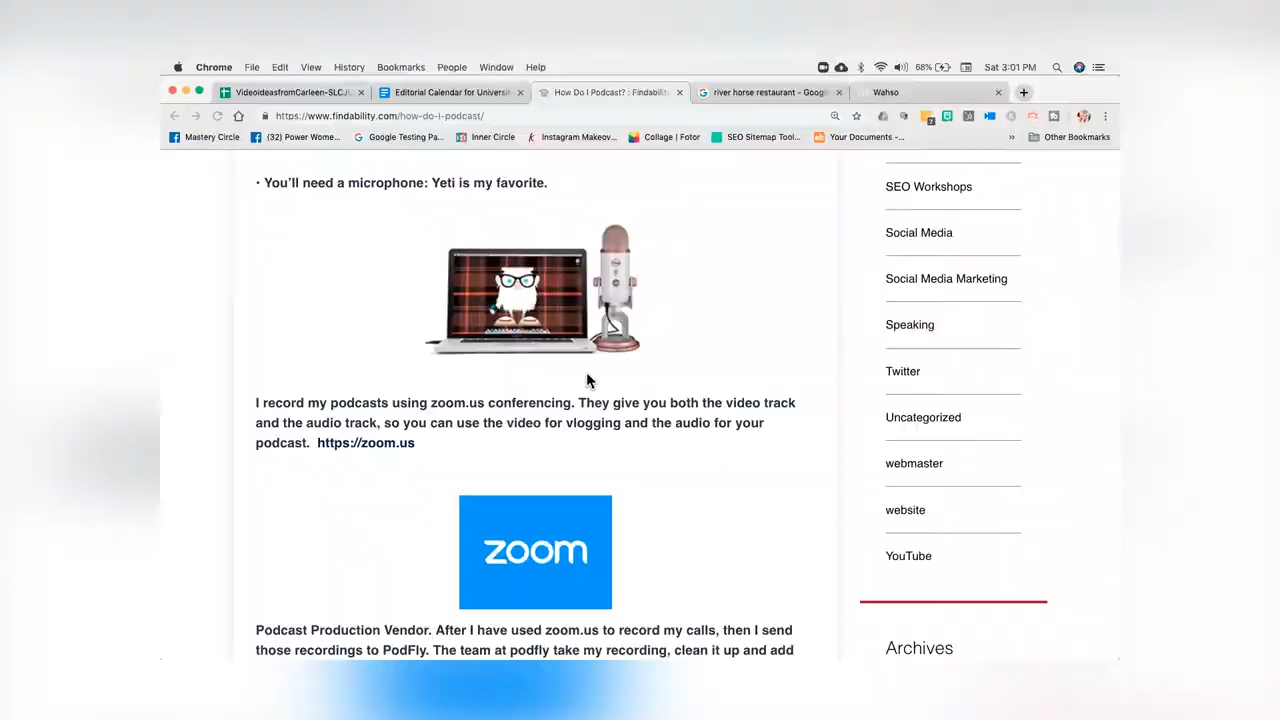 Chrome File Edit View History Bookmarks People Window Help 68% Sat 3:01 PM
VideoideasfromCarleen-SLCJU Editorial Calendar for Universit How Do I Podcast? : Findability river horse restaurant - Goog Wahso
https://www.findability.com/how-do-i-podcast/
Mastro Circle (32) Power Wome... Google Testing Pa... Inner Circle Instagram Makeov... Collage | Fotor SEO Sitemap Tool... Your Documents -... » Other Bookmarks
• You’ll need a microphone: Yeti is my favorite.
I record my podcasts using zoom.us conferencing. They give you both the video track
and the audio track, so you can use the video for vlogging and the audio for your
podcast. https://zoom.us
zoom
Podcast Production Vendor. After I have used zoom.us to record my calls, then I send
those recordings to PodFly. The team at podfly take my recording, clean it up and add
SEO Workshops
Social Media
Social Media Marketing
Speaking
Twitter
Uncategorized
webmaster
website
YouTube
Archives